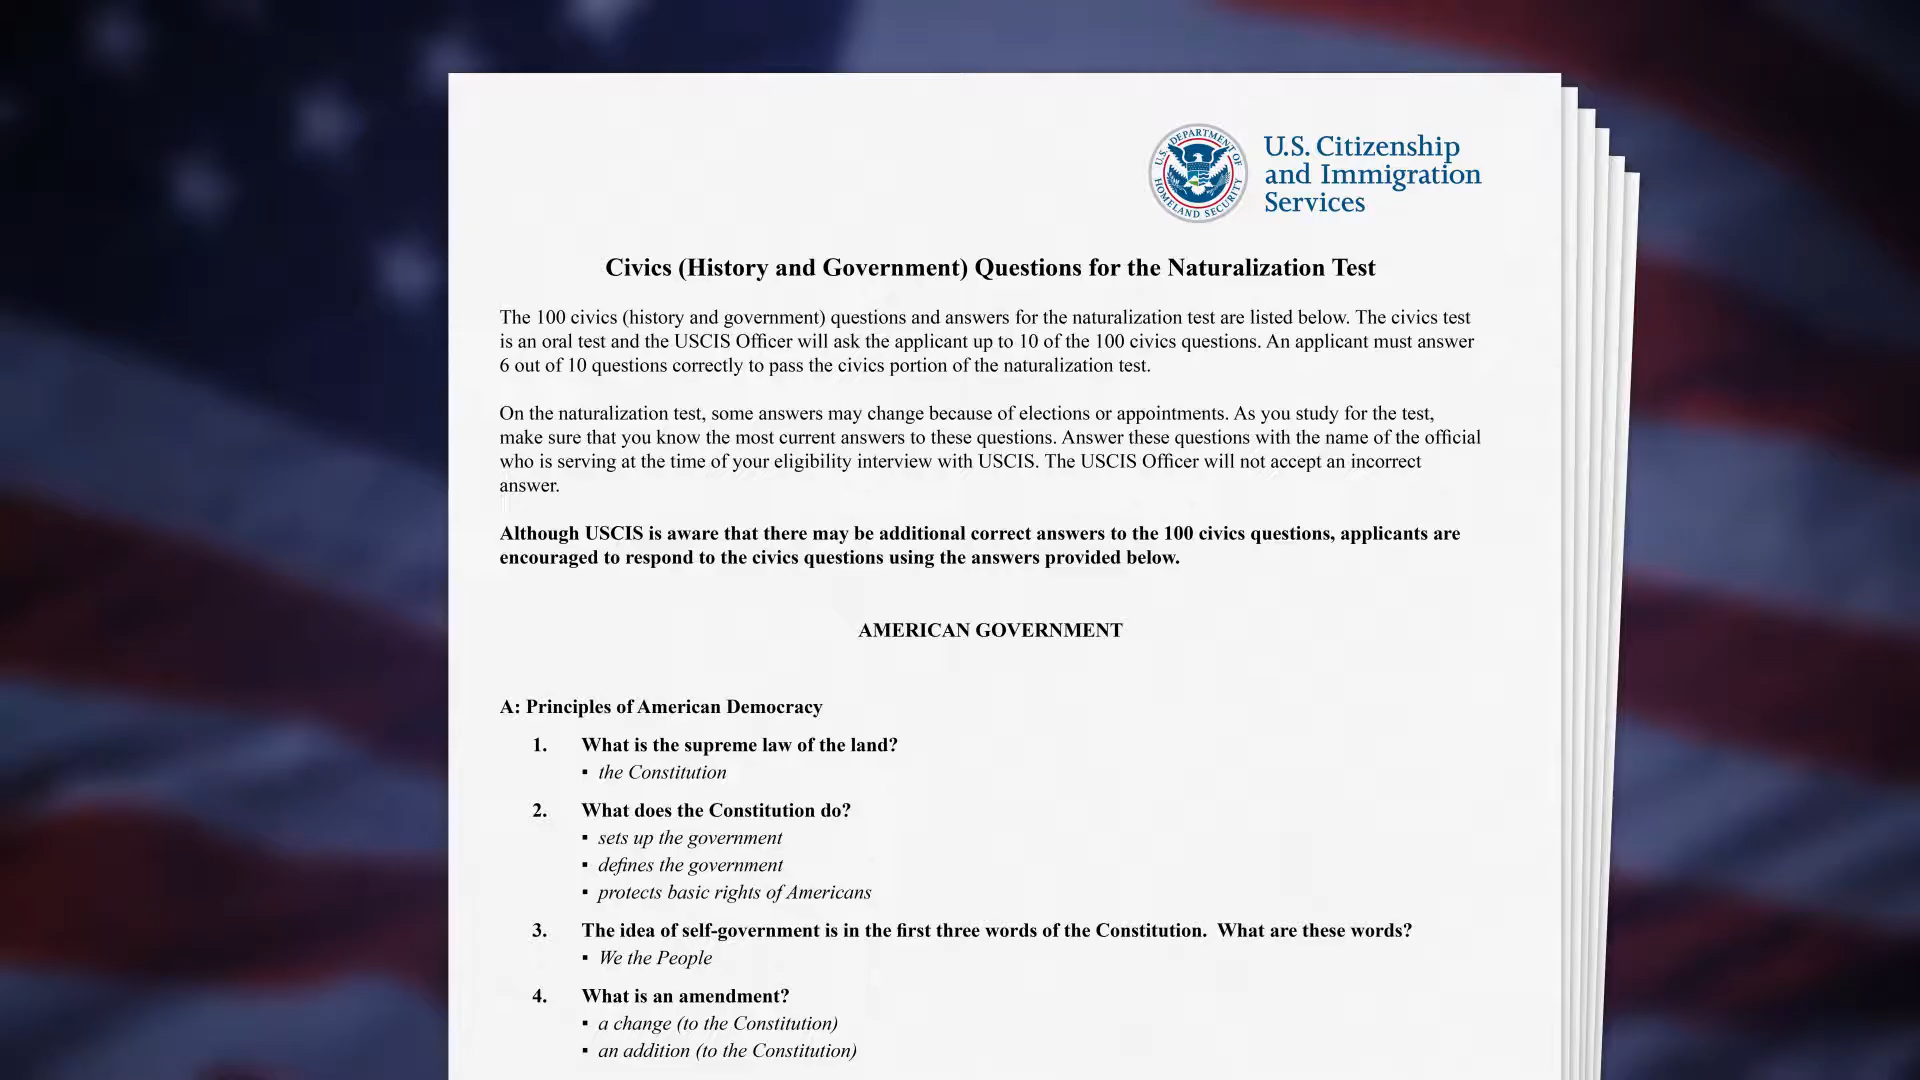 U.S. DEPARTMENT OF HOMELAND SECURITY
U.S. Citizenship
and Immigration
Services
Civics (History and Government) Questions for the Naturalization Test
The 100 civics (history and government) questions and answers for the naturalization test are listed below. The civics test
is an oral test and the USCIS Officer will ask the applicant up to 10 of the 100 civics questions. An applicant must answer
6 out of 10 questions correctly to pass the civics portion of the naturalization test.
On the naturalization test, some answers may change because of elections or appointments. As you study for the test,
make sure that you know the most current answers to these questions. Answer these questions with the name of the official
who is serving at the time of your eligibility interview with USCIS. The USCIS Officer will not accept an incorrect
answer.
Although USCIS is aware that there may be additional correct answers to the 100 civics questions, applicants are
encouraged to respond to the civics questions using the answers provided below.
AMERICAN GOVERNMENT
A: Principles of American Democracy
1. What is the supreme law of the land?
▪ the Constitution
2. What does the Constitution do?
▪ sets up the government
▪ defines the government
▪ protects basic rights of Americans
3. The idea of self-government is in the first three words of the Constitution.  What are these words?
▪ We the People
4. What is an amendment?
▪ a change (to the Constitution)
▪ an addition (to the Constitution)